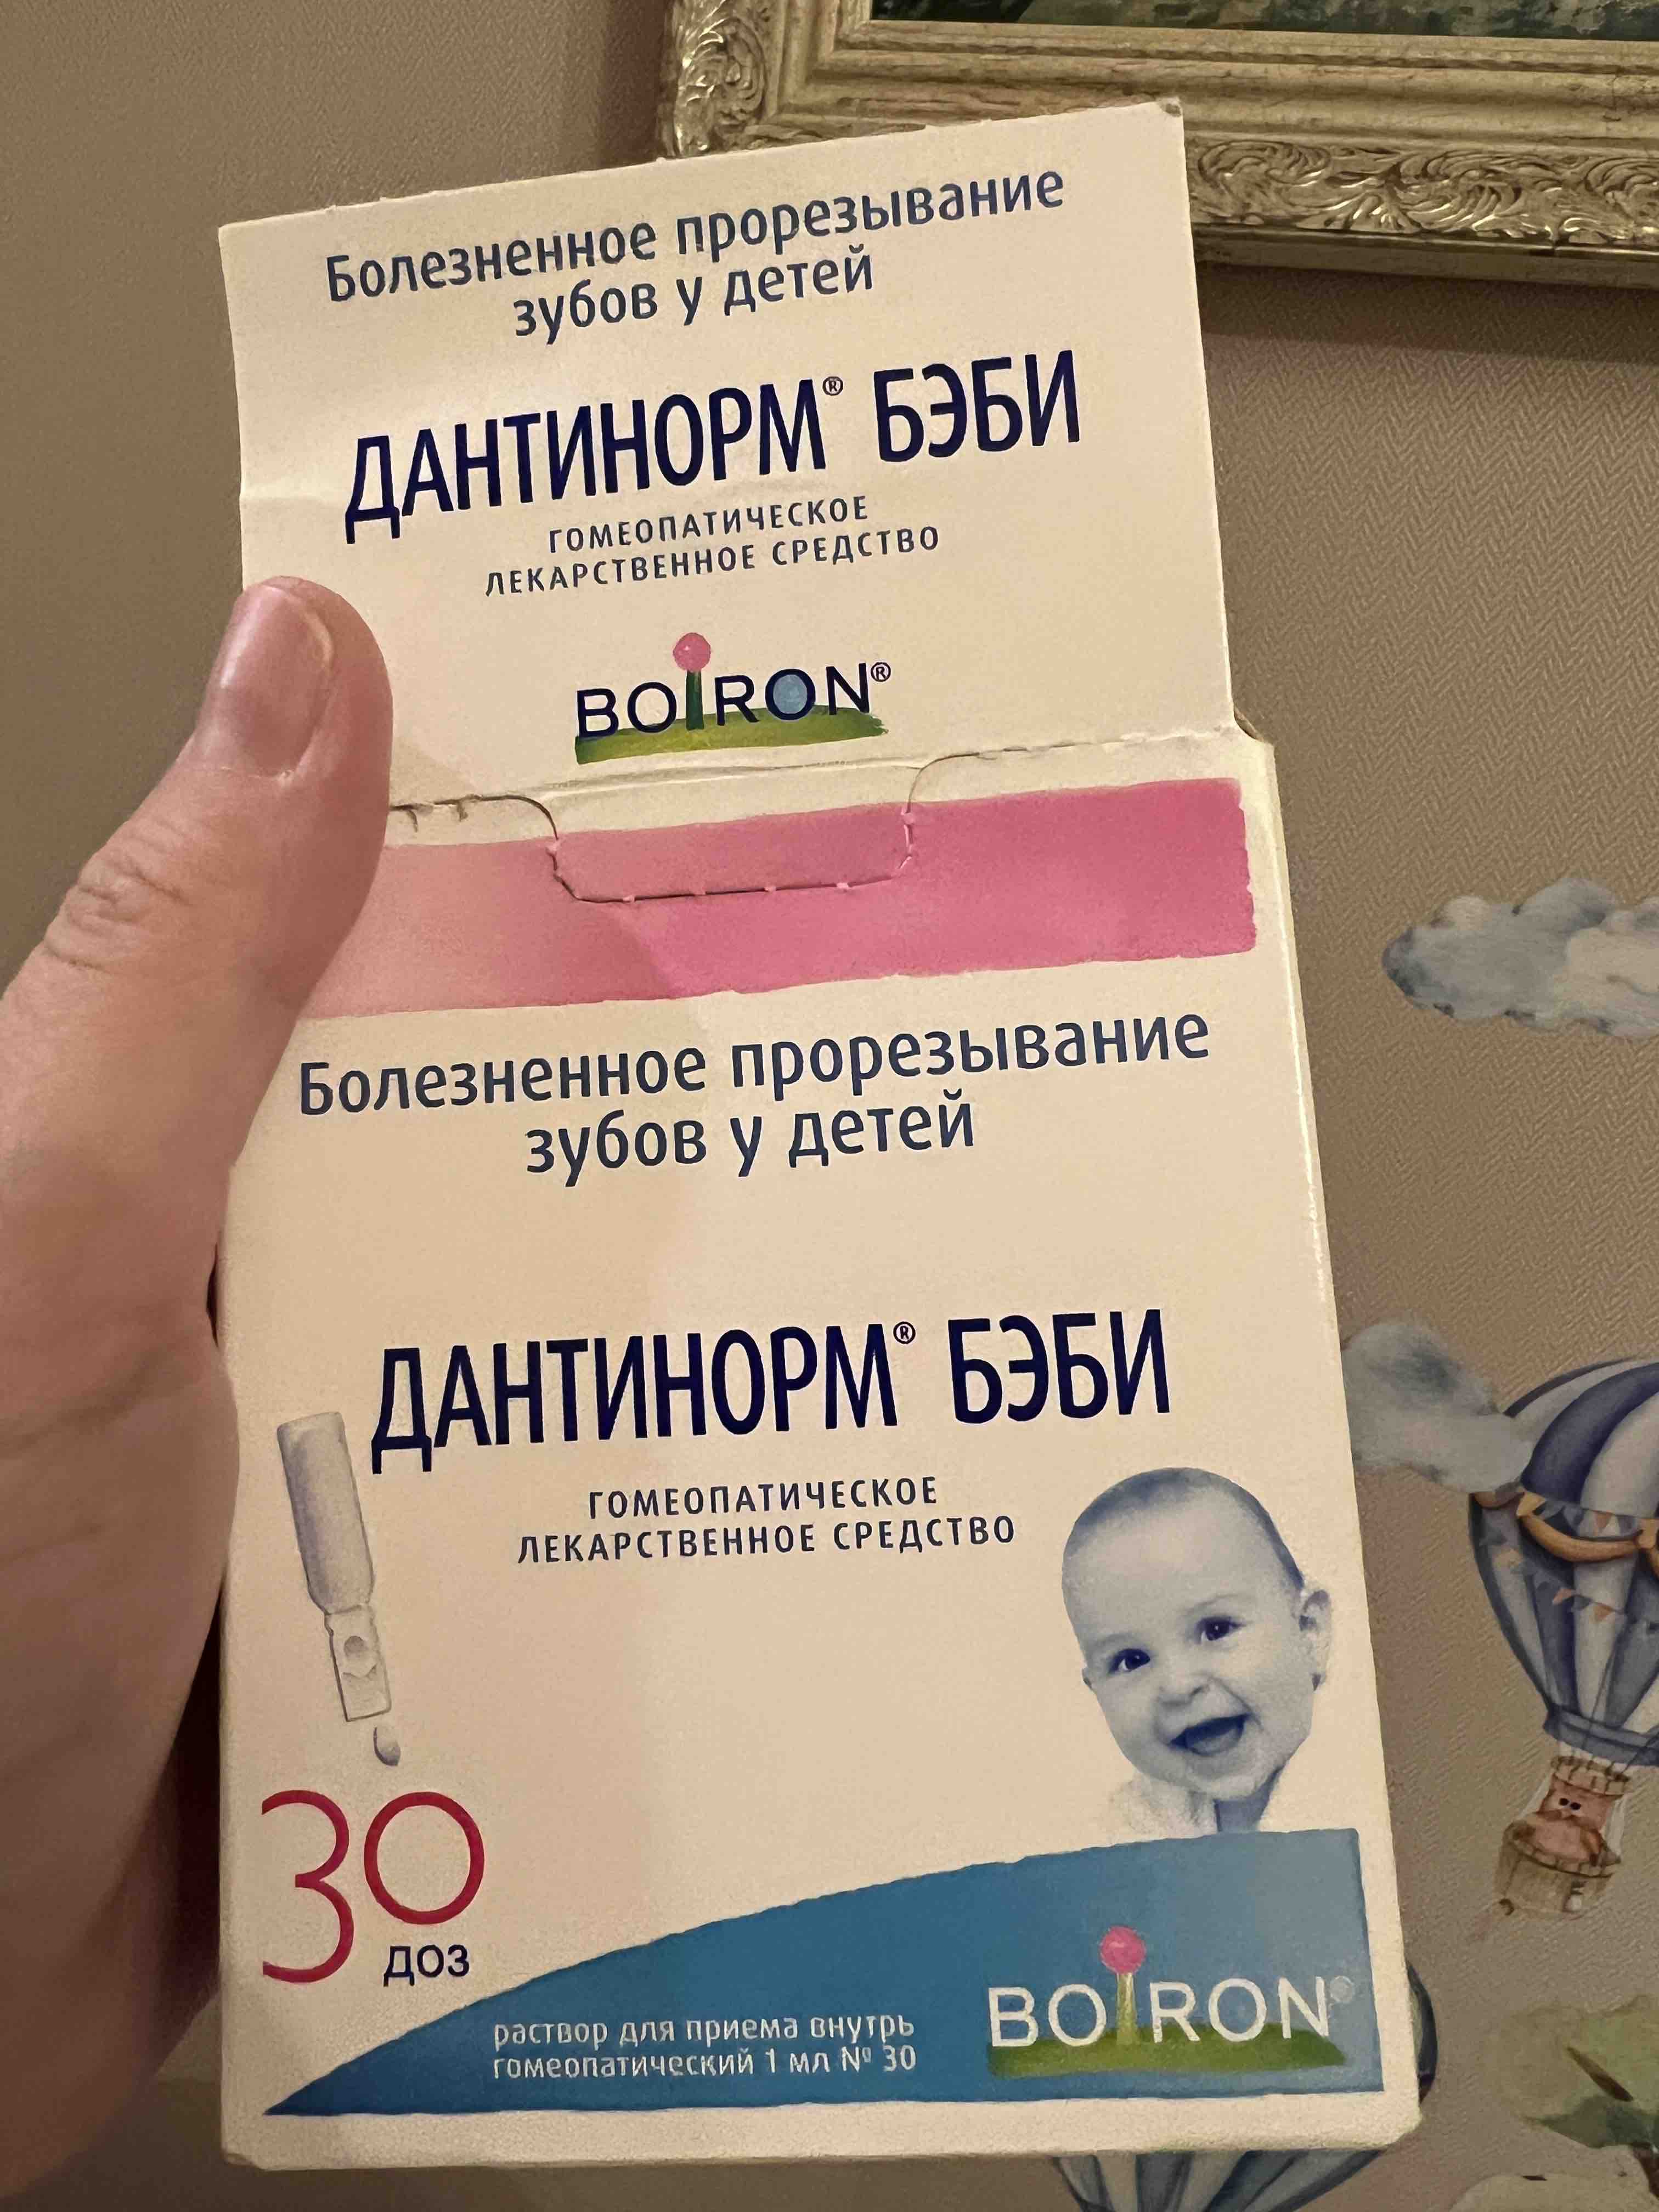 Болезненное прорезывание
зубов у детей
ДАНТИНОРМ® БЭБИ
ГОМЕОПАТИЧЕСКОЕ
ЛЕКАРСТВЕННОЕ СРЕДСТВО
BOIRON®
Болезненное прорезывание
зубов у детей
ДАНТИНОРМ® БЭБИ
ГОМЕОПАТИЧЕСКОЕ
ЛЕКАРСТВЕННОЕ СРЕДСТВО
30
доз
раствор для приема внутрь
гомеопатический 1 мл № 30
BOIRON®